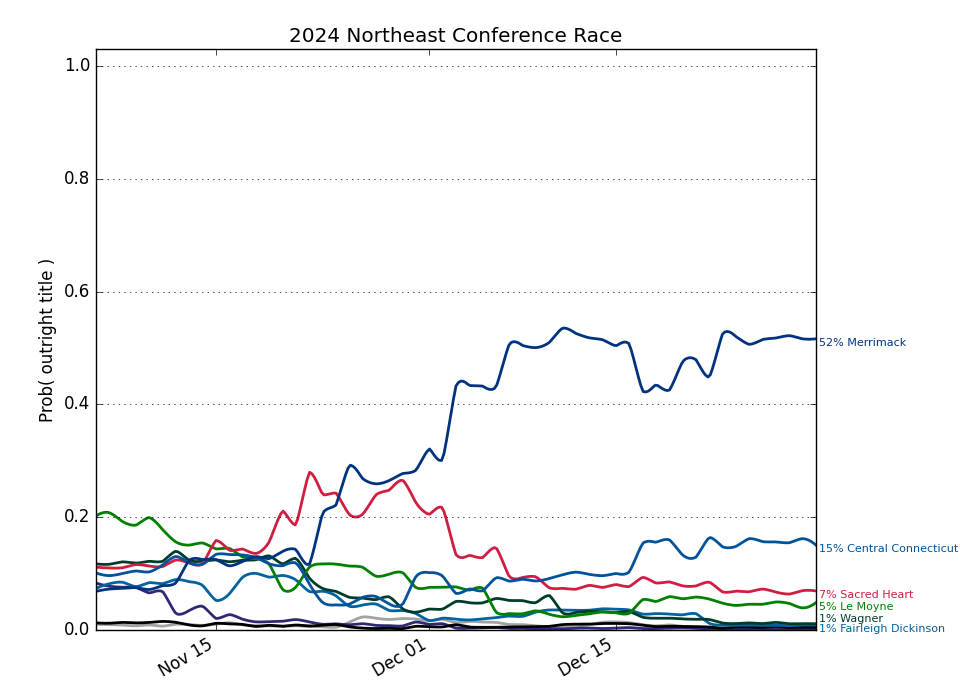 2024 Northeast Conference Race
Prob( outright title )
1.0
0.8
0.6
0.4
0.2
0.0
Nov 15
Dec 01
Dec 15
52% Merrimack
15% Central Connecticut
7% Sacred Heart
5% Le Moyne
1% Wagner
1% Fairleigh Dickinson